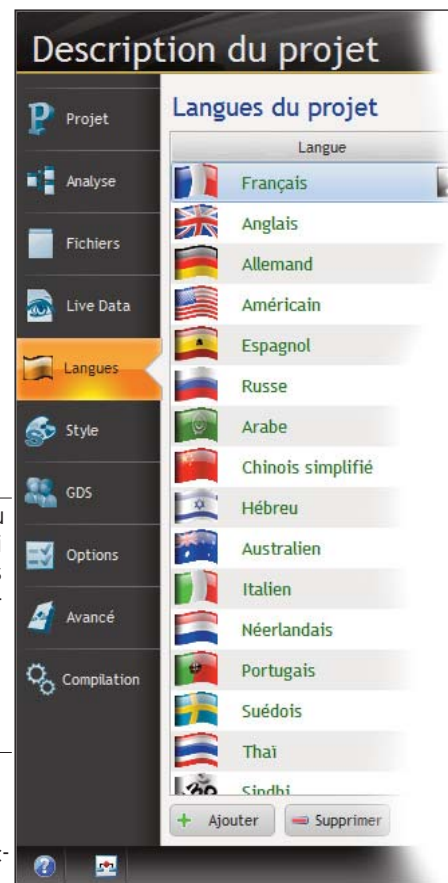 Description du projet
Projet
Analyse
Fichiers
Live Data
Langues
Style
GDS
Options
Avancé
Compilation
Langues du projet
Langue
Français
Anglais
Allemand
Américain
Espagnol
Russe
Arabe
Chinois simplifié
Hébreu
Australien
Italien
Néerlandais
Portugais
Suédois
Thaï
Sindhi
+ Ajouter
Supprimer